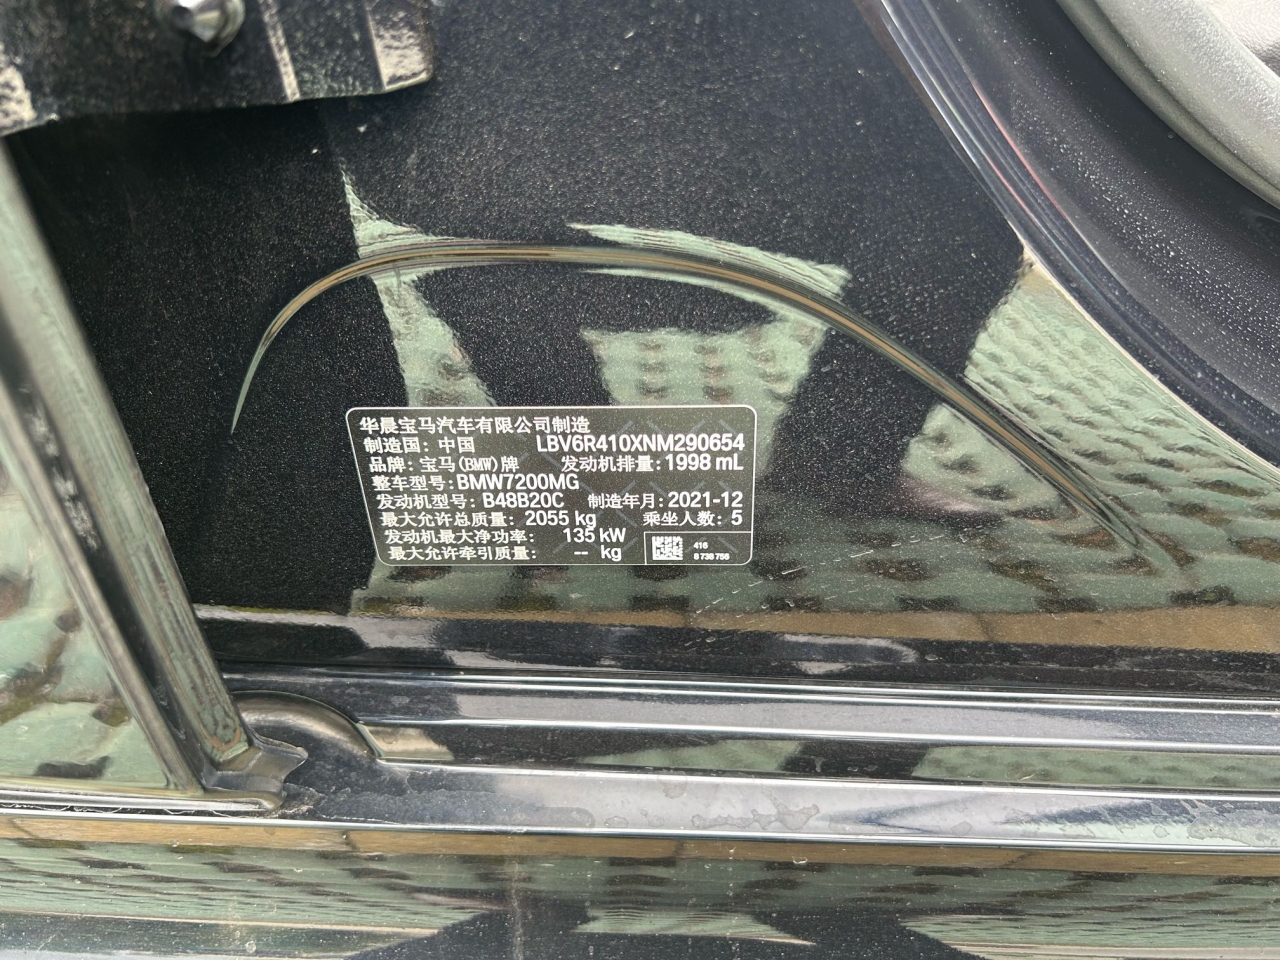 华晨宝马汽车有限公司制造
制造国: 中国 LBV6R410XNM290654
品牌: 宝马(BMW)牌 发动机排量: 1998 mL
整车型号: BMW7200MG
发动机型号: B48B20C 制造年月: 2021-12
最大允许总质量: 2055 kg 乘坐人数: 5
发动机最大净功率: 135 kW
最大允许牵引质量: -- kg
416
8 738 756